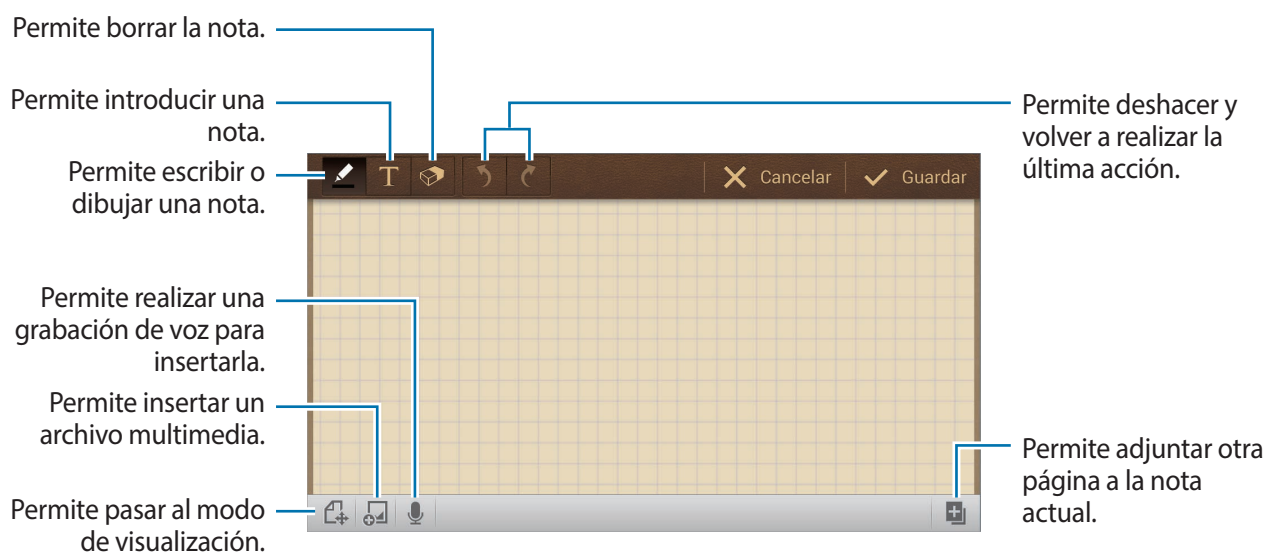 Permite borrar la nota.
Permite introducir una
nota.
Permite escribir o
dibujar una nota.
Permite realizar una
grabación de voz para
insertarla.
Permite insertar un
archivo multimedia.
Permite pasar al modo
de visualización.
T
Cancelar
Guardar
Permite deshacer y
volver a realizar la
última acción.
Permite adjuntar otra
página a la nota
actual.